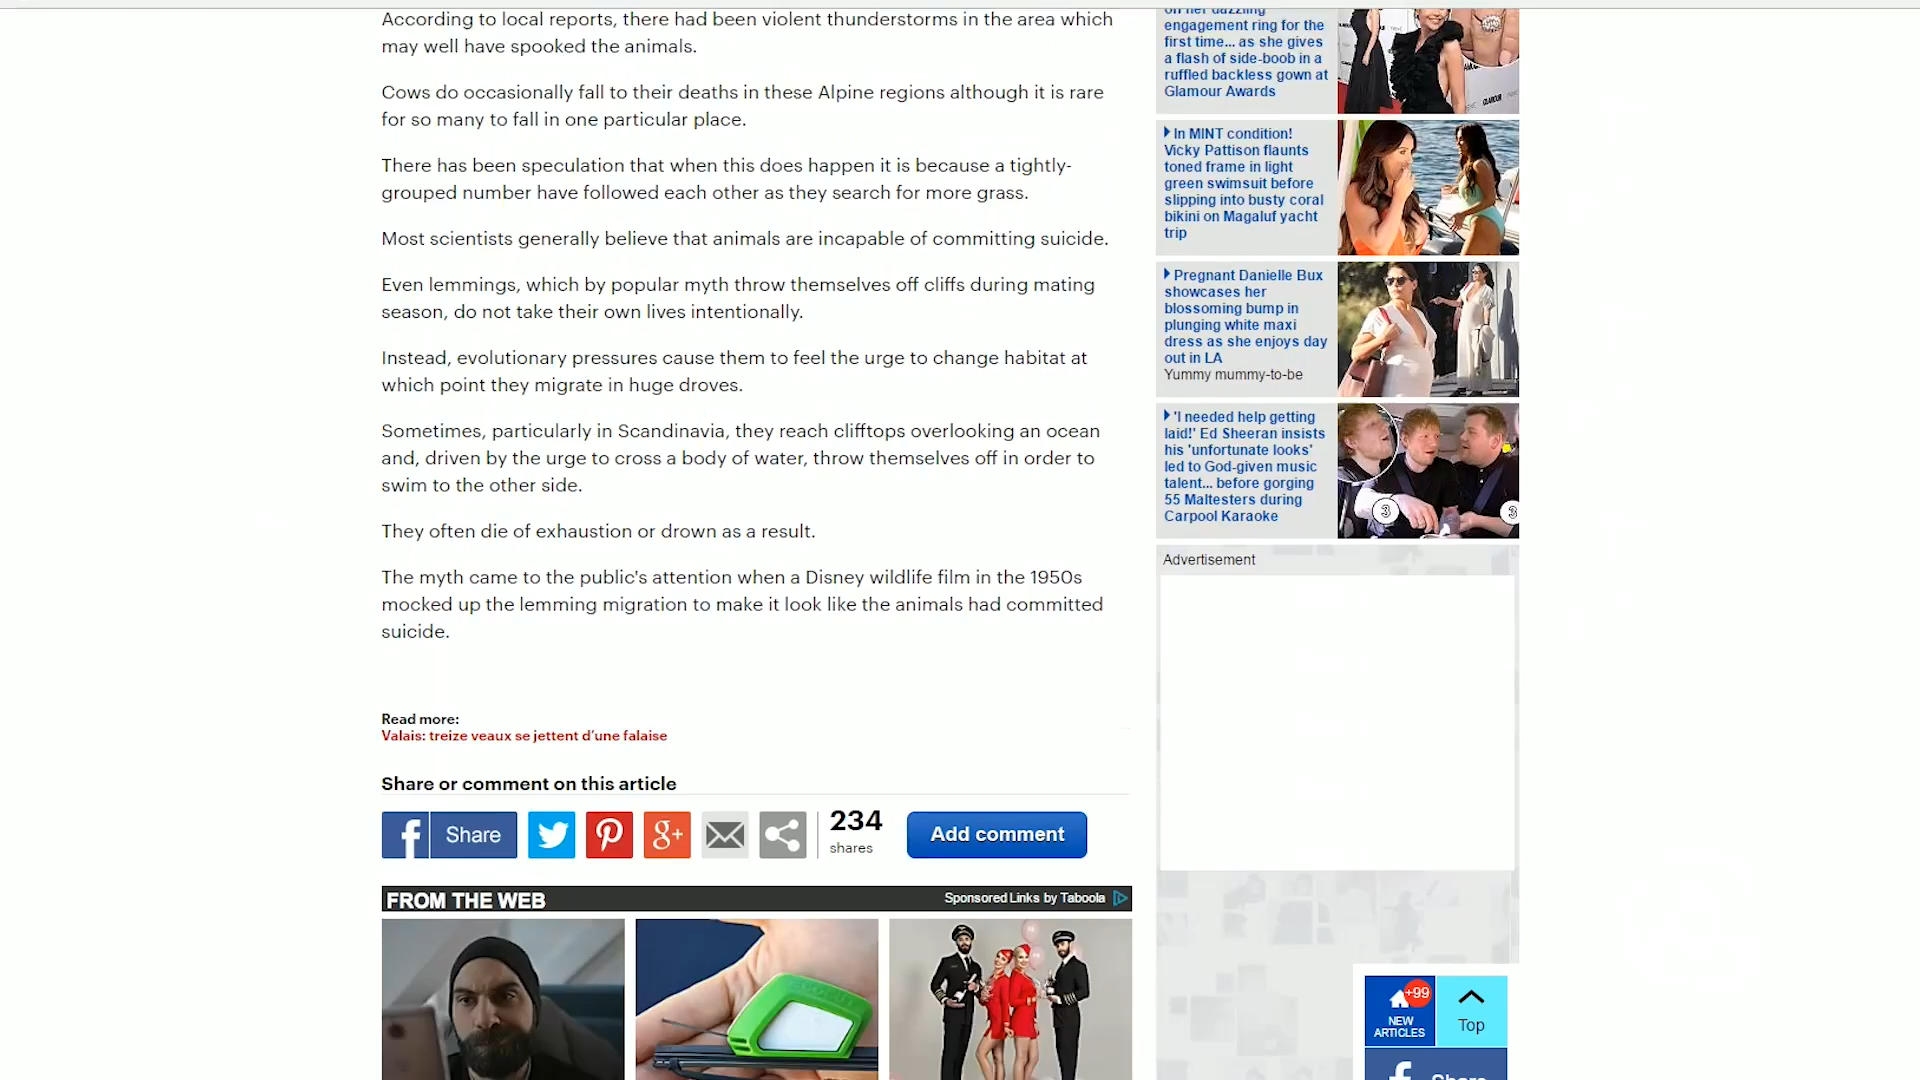 According to local reports, there had been violent thunderstorms in the area which
may well have spooked the animals.
Cows do occasionally fall to their deaths in these Alpine regions although it is rare
for so many to fall in one particular place.
There has been speculation that when this does happen it is because a tightly-
grouped number have followed each other as they search for more grass.
Most scientists generally believe that animals are incapable of committing suicide.
Even lemmings, which by popular myth throw themselves off cliffs during mating
season, do not take their own lives intentionally.
Instead, evolutionary pressures cause them to feel the urge to change habitat at
which point they migrate in huge droves.
Sometimes, particularly in Scandinavia, they reach clifftops overlooking an ocean
and, driven by the urge to cross a body of water, throw themselves off in order to
swim to the other side.
They often die of exhaustion or drown as a result.
The myth came to the public's attention when a Disney wildlife film in the 1950s
mocked up the lemming migration to make it look like the animals had committed
suicide.
Read more:
Valais: treize veaux se jettent d'une falaise
Share or comment on this article
Share
234
shares
Add comment
FROM THE WEB
Sponsored Links by Taboola
on her dazzling
engagement ring for the
first time... as she gives
a flash of side-boob in a
ruffled backless gown at
Glamour Awards
In MINT condition!
Vicky Pattison flaunts
toned frame in light
green swimsuit before
slipping into busty coral
bikini on Magaluf yacht
trip
Pregnant Danielle Bux
showcases her
blossoming bump in
plunging white maxi
dress as she enjoys day
out in LA
Yummy mummy-to-be
'I needed help getting
laid!' Ed Sheeran insists
his 'unfortunate looks'
led to God-given music
talent... before gorging
55 Maltesters during
Carpool Karaoke
3
3
Advertisement
+99
NEW
ARTICLES
Top
Share